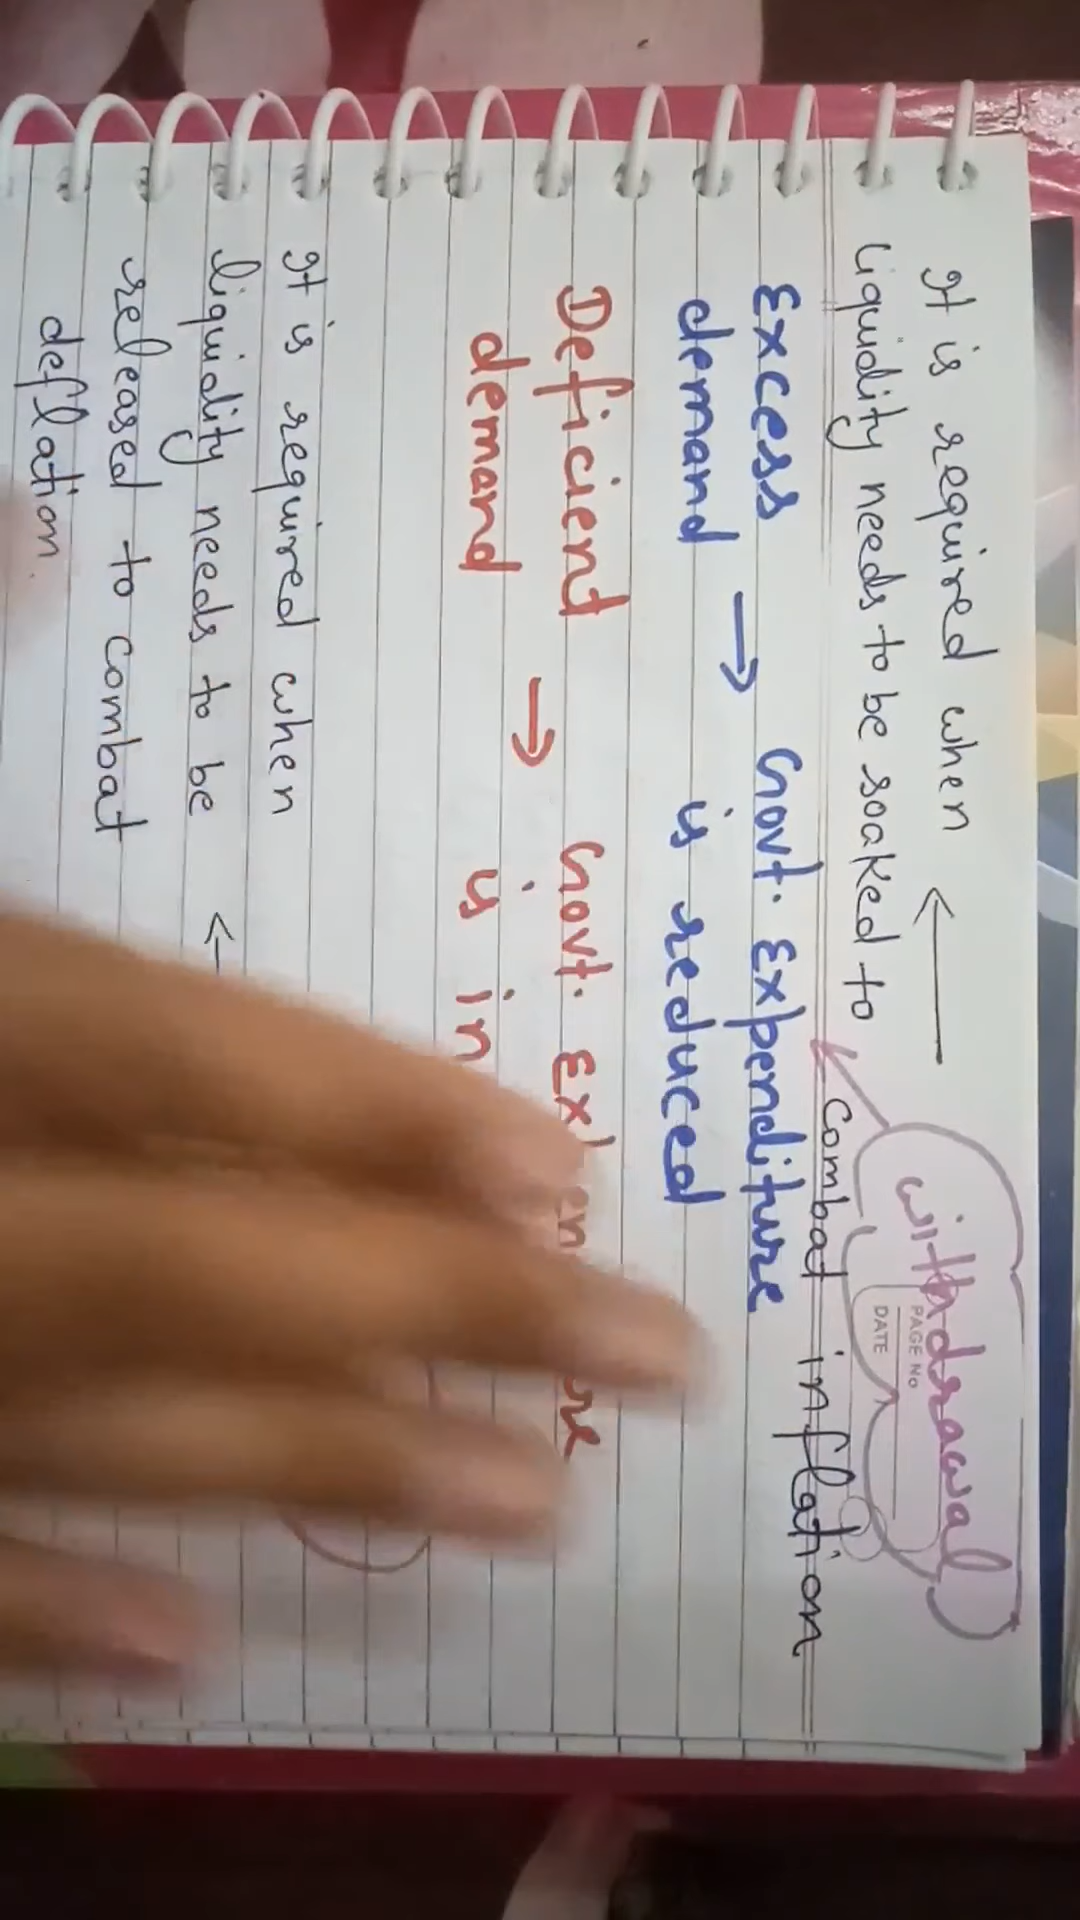 It is required when ←
withdrawal
PAGE No
DATE
liquidity needs to be soaked to
combat inflation
Excess
demand → Govt. Expenditure
is reduced
Deficient
demand → Govt.
is
It is required when
liquidity needs to be ←
released to combat
deflation.